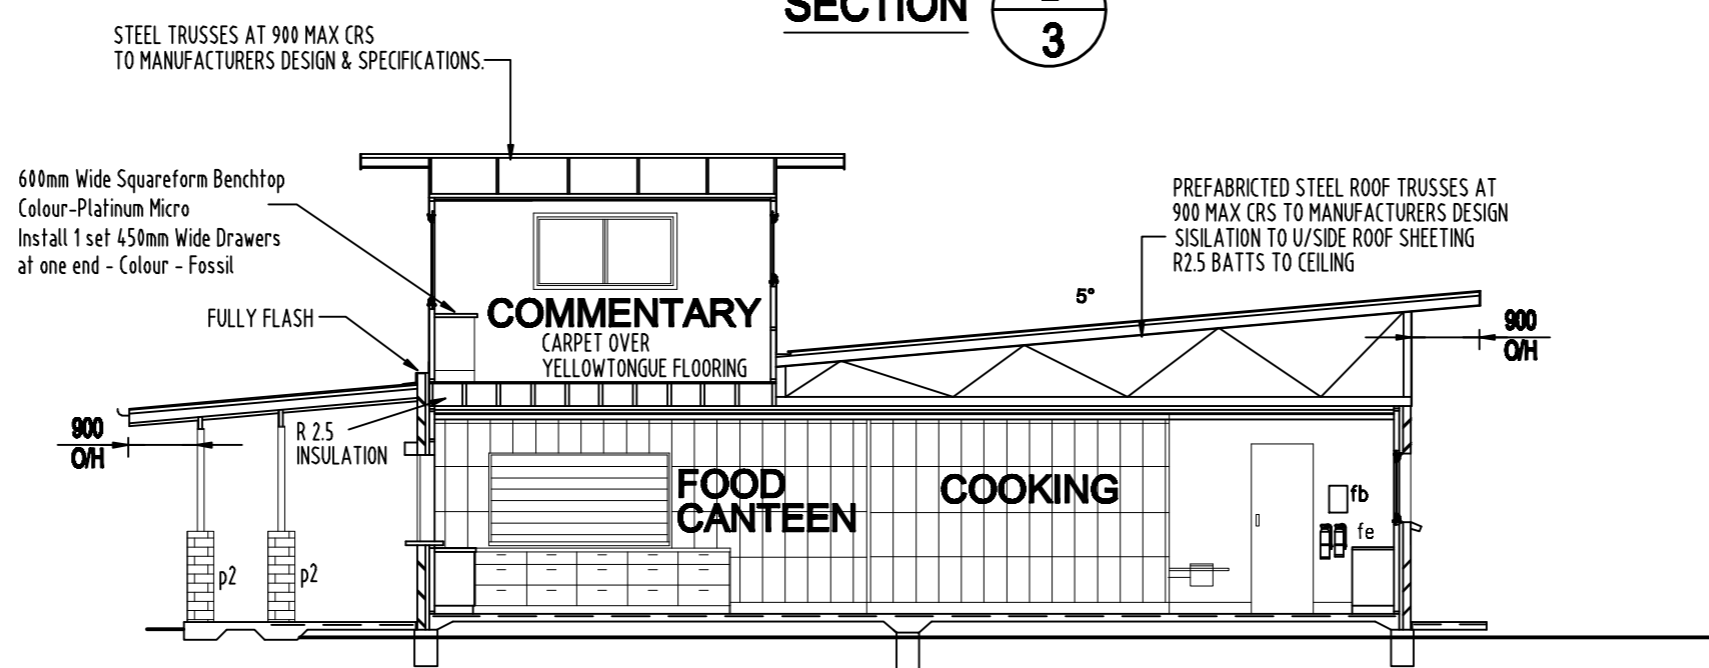 SECTION
3
STEEL TRUSSES AT 900 MAX CRS
TO MANUFACTURERS DESIGN & SPECIFICATIONS.
600mm Wide Squareform Benchtop
Colour-Platinum Micro
Install 1 set 450mm Wide Drawers
at one end - Colour - Fossil
PREFABRICTED STEEL ROOF TRUSSES AT
900 MAX CRS TO MANUFACTURERS DESIGN
SISILATION TO U/SIDE ROOF SHEETING
R2.5 BATTS TO CEILING
5°
FULLY FLASH
COMMENTARY
CARPET OVER
YELLOWTONGUE FLOORING
900
O/H
900
O/H
R 2.5
INSULATION
FOOD
CANTEEN
COOKING
fb
fe
p2
p2